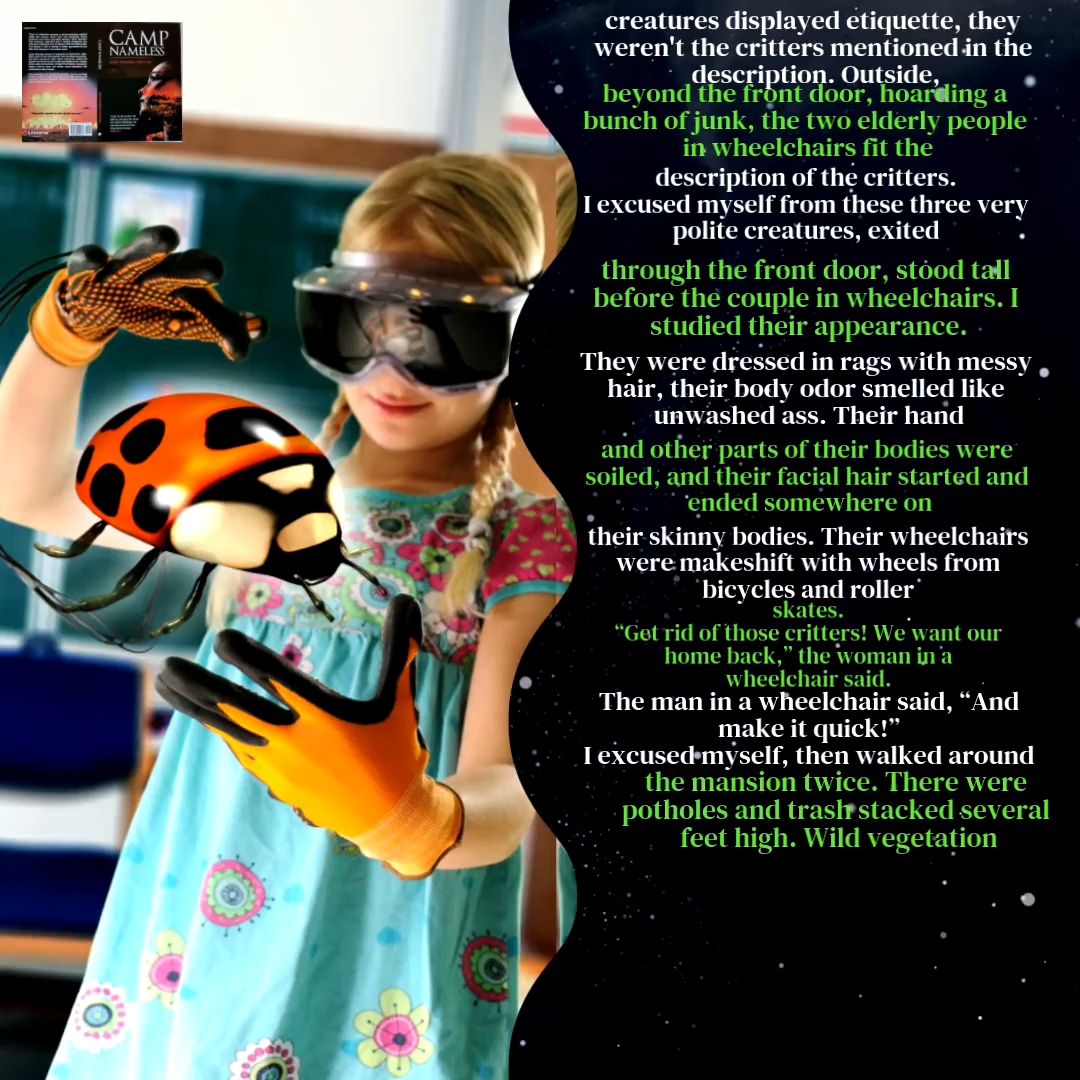 CAMP
NAMELESS
creatures displayed etiquette, they
weren't the critters mentioned in the
description. Outside,
beyond the front door, hoarding a
bunch of junk, the two elderly people
in wheelchairs fit the
description of the critters.
I excused myself from these three very
polite creatures, exited
through the front door, stood tall
before the couple in wheelchairs. I
studied their appearance.
They were dressed in rags with messy
hair, their body odor smelled like
unwashed ass. Their hand
and other parts of their bodies were
soiled, and their facial hair started and
ended somewhere on
their skinny bodies. Their wheelchairs
were makeshift with wheels from
bicycles and roller
skates.
“Get rid of those critters! We want our
home back,” the woman in a
wheelchair said.
The man in a wheelchair said, “And
make it quick!”
I excused myself, then walked around
the mansion twice. There were
potholes and trash stacked several
feet high. Wild vegetation